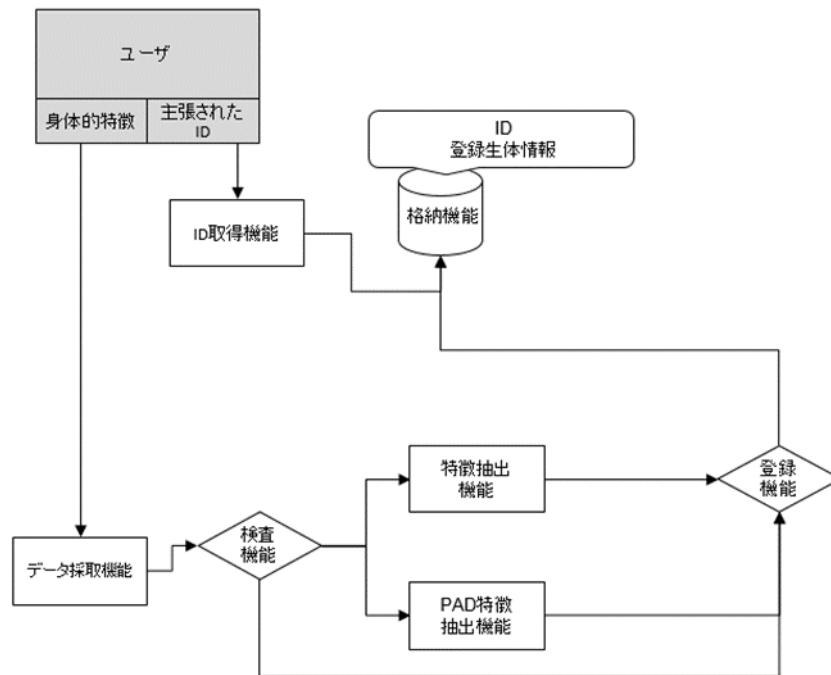 ユーザ
身体的特徴
主張された
ID
ID
登録生体情報
格納機能
ID取得機能
特徴抽出
機能
登録
機能
検査
機能
データ採取機能
PAD特徴
抽出機能